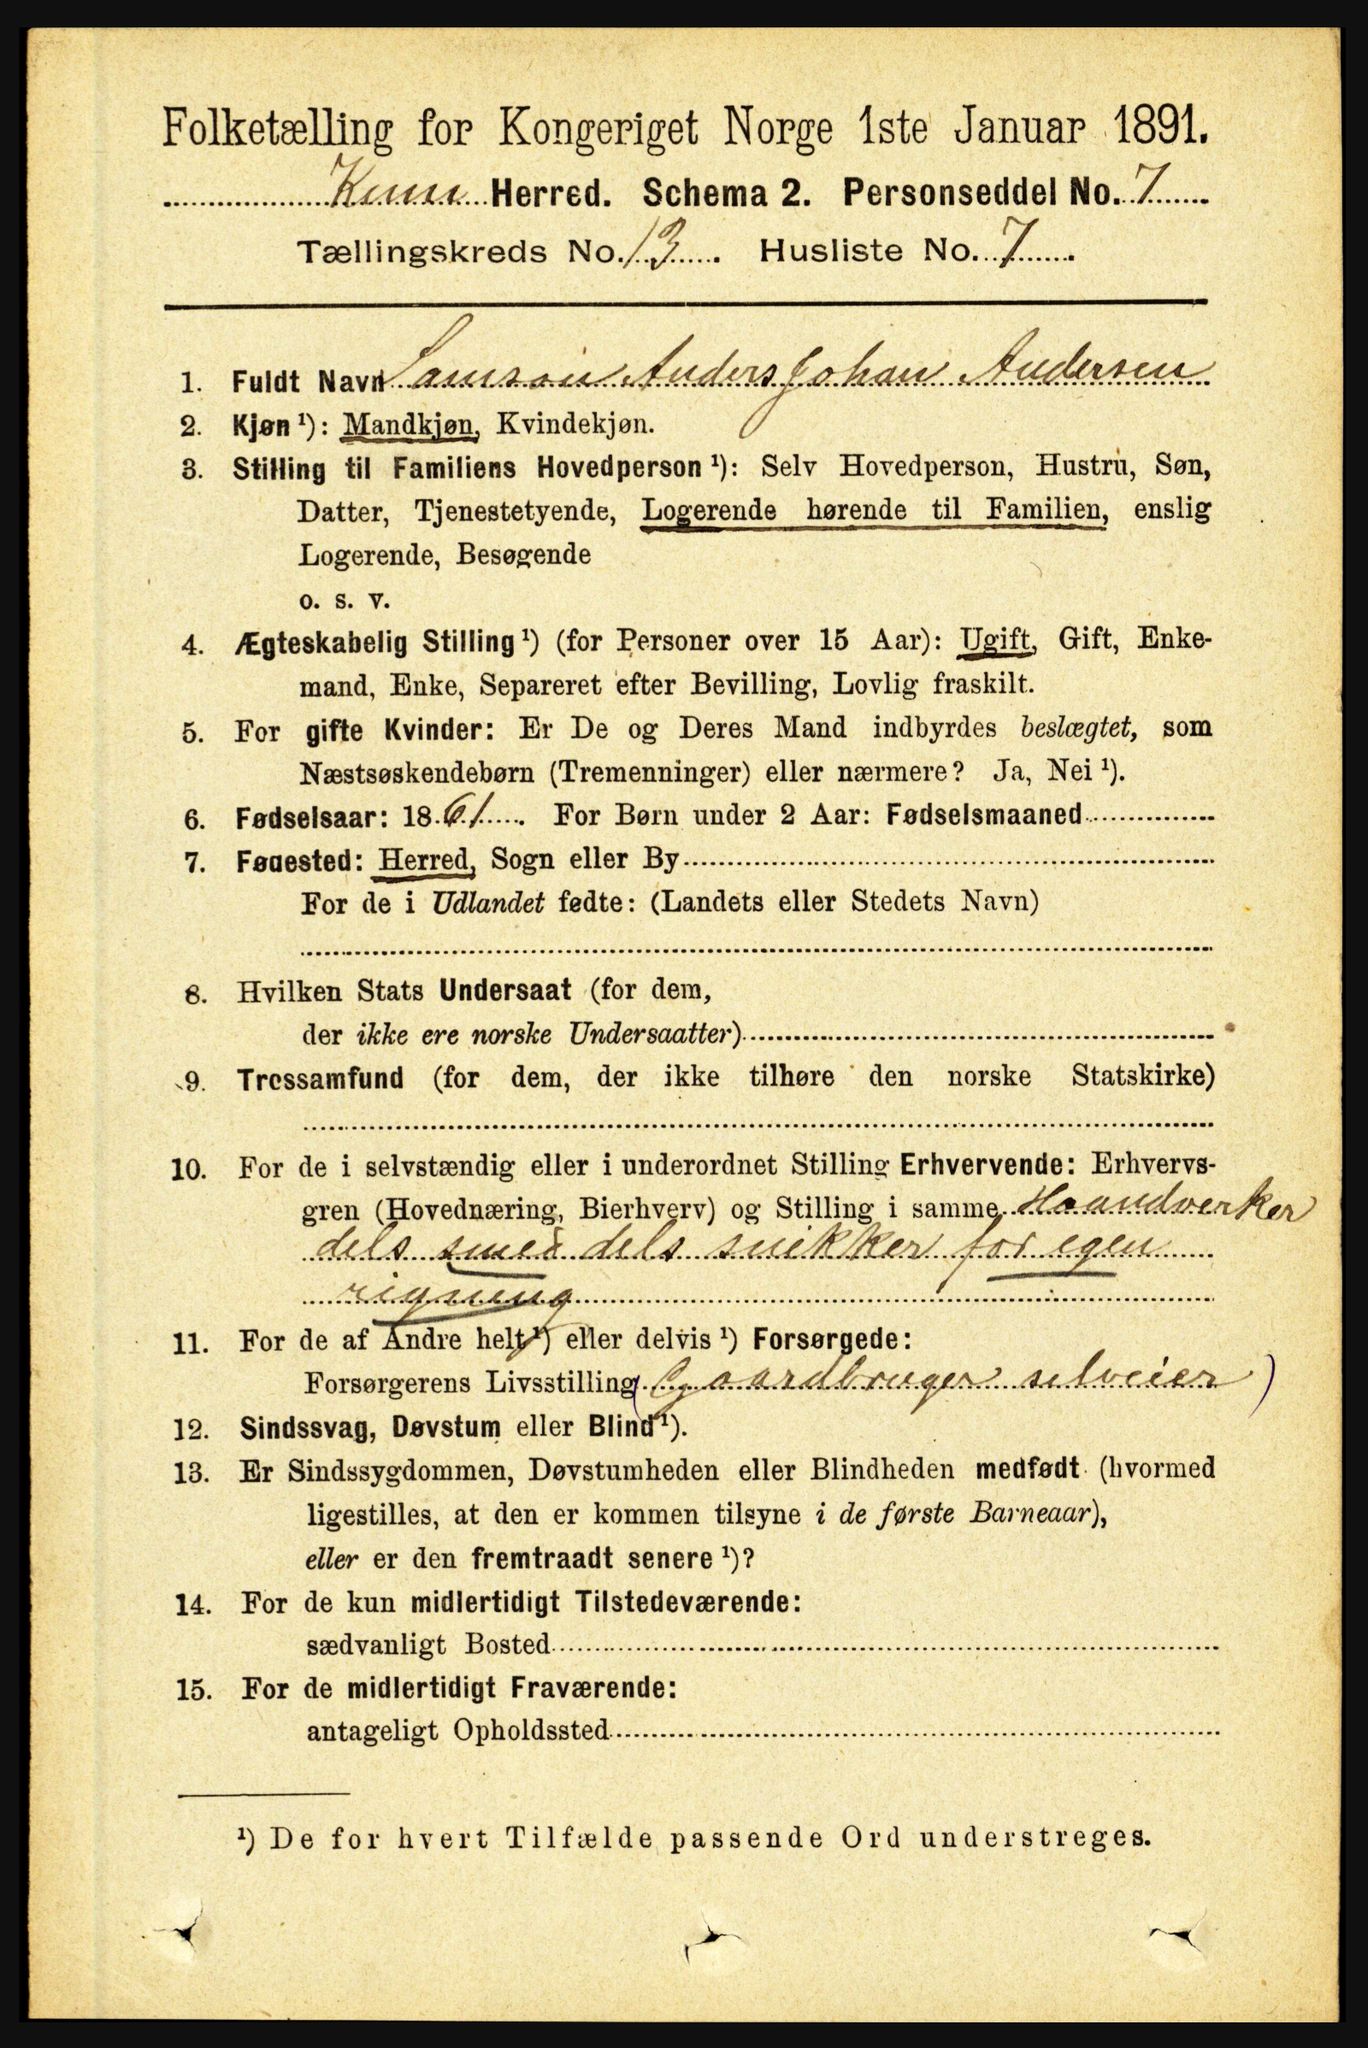 Folketælling for Kongeriget Norge 1ste Januar 1891.
Kinn Herred. Schema 2. Personseddel No. 7
Tællingskreds No. 13. Husliste No. 7.
1. Fuldt Navn Samson Anders Johan Andersen
2. Kjøn ¹): Mandkjøn, Kvindekjøn.
3. Stilling til Familiens Hovedperson ¹): Selv Hovedperson, Hustru, Søn,
Datter, Tjenestetyende, Logerende hørende til Familien, enslig
Logerende, Besøgende
o. s. v.
4. Ægteskabelig Stilling ¹) (for Personer over 15 Aar): Ugift, Gift, Enke-
mand, Enke, Separeret efter Bevilling, Lovlig fraskilt.
5. For gifte Kvinder: Er De og Deres Mand indbyrdes beslægtet, som
Næstsøskendebørn (Tremenninger) eller nærmere? Ja, Nei ¹).
6. Fødselsaar: 1861. For Børn under 2 Aar: Fødselsmaaned
7. Fødested: Herred, Sogn eller By
For de i Udlandet fødte: (Landets eller Stedets Navn)
8. Hvilken Stats Undersaat (for dem,
der ikke ere norske Undersaatter)
9. Trossamfund (for dem, der ikke tilhøre den norske Statskirke)
10. For de i selvstændig eller i underordnet Stilling Erhvervende: Erhvervs-
gren (Hovednæring, Bierhverv) og Stilling i samme Haandverker
dels smed dels snikker for egen
rigning
11. For de af Andre helt ¹) eller delvis ¹) Forsørgede:
Forsørgerens Livsstilling (Gaardbruger selveier)
12. Sindssvag, Døvstum eller Blind ¹).
13. Er Sindssygdommen, Døvstumheden eller Blindheden medfødt (hvormed
ligestilles, at den er kommen tilsyne i de første Barneaar),
eller er den fremtraadt senere ¹)?
14. For de kun midlertidigt Tilstedeværende:
sædvanligt Bosted
15. For de midlertidigt Fraværende:
antageligt Opholdssted
¹) De for hvert Tilfælde passende Ord understreges.